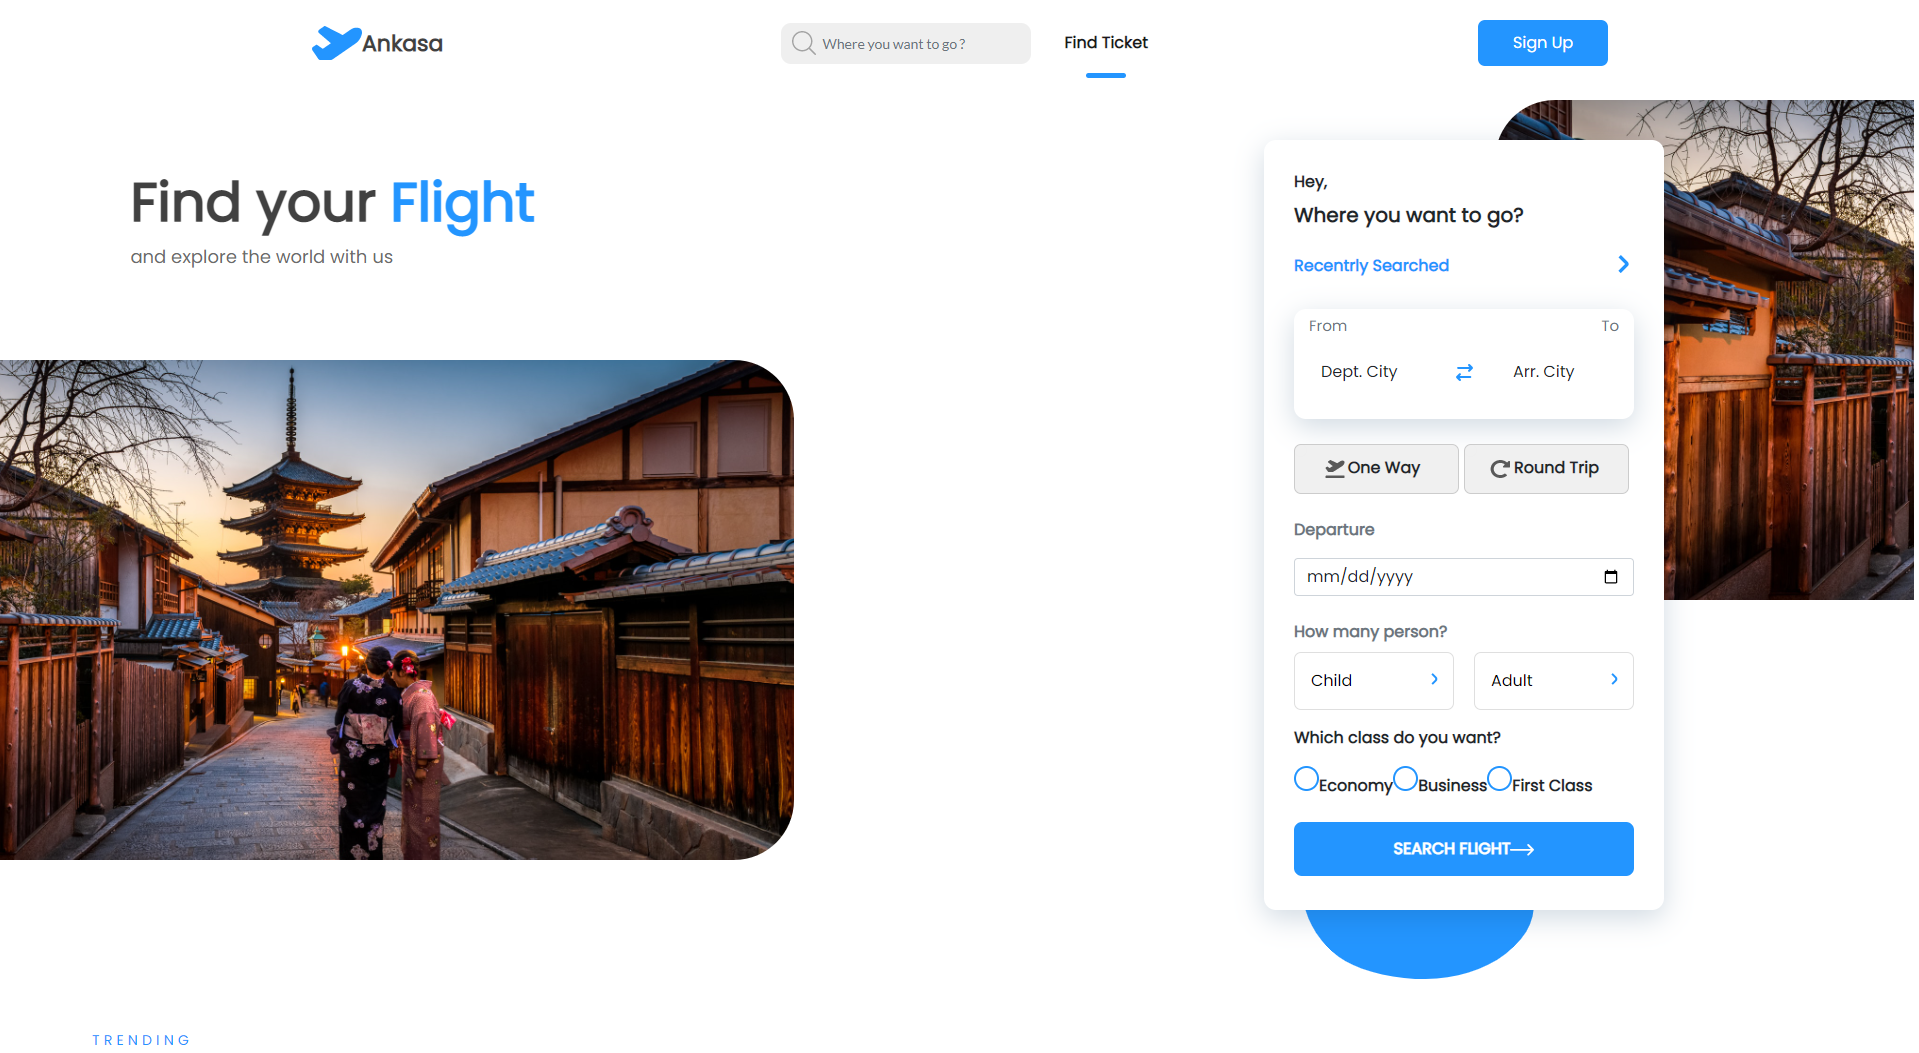 Ankasa
Where you want to go ?
Find Ticket
Sign Up
Find your Flight
and explore the world with us
Hey,
Where you want to go?
Recentrly Searched
From To
Dept. City Arr. City
One Way Round Trip
Departure
mm/dd/yyyy
How many person?
Child Adult
Which class do you want?
Economy Business First Class
SEARCH FLIGHT
TRENDING